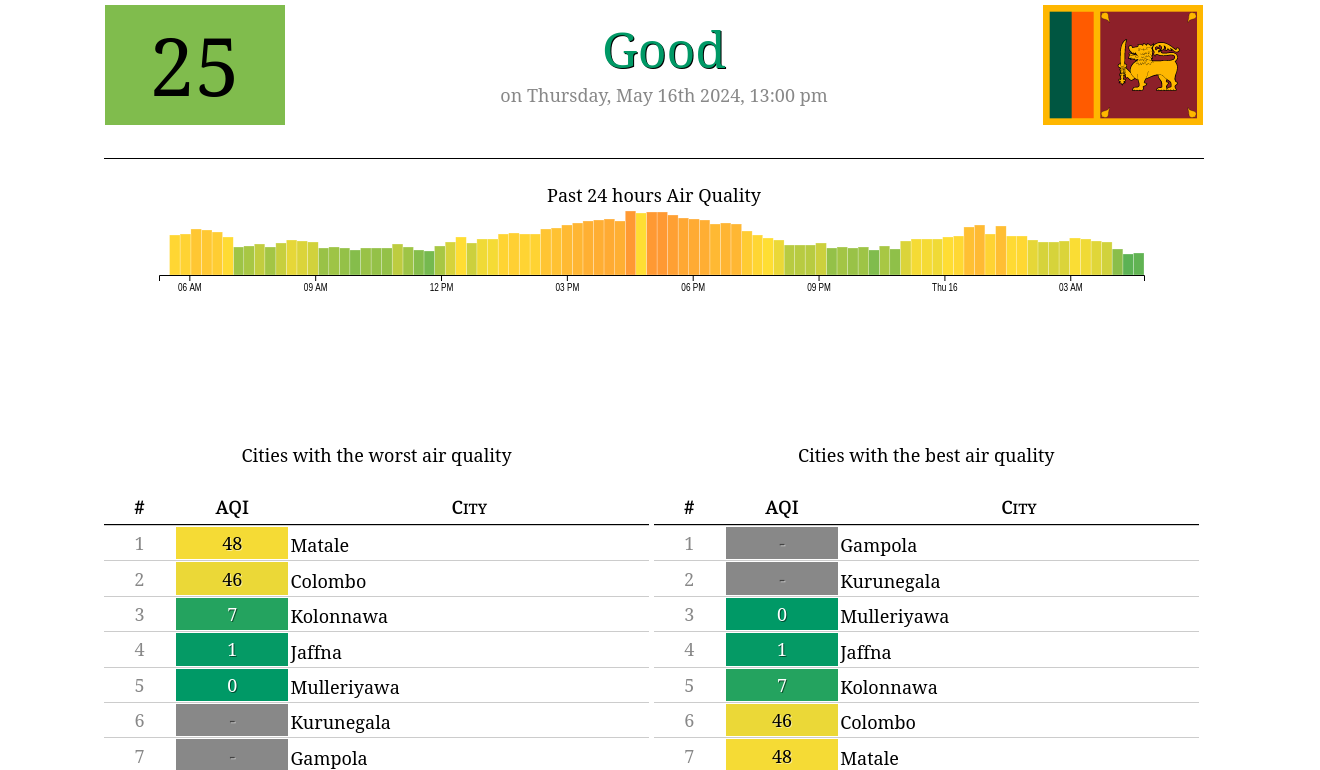 25
Good
on Thursday, May 16th 2024, 13:00 pm
Past 24 hours Air Quality
06 AM 09 AM 12 PM 03 PM 06 PM 09 PM Thu 16 03 AM
Cities with the worst air quality
# AQI City
1 48 Matale
2 46 Colombo
3 7 Kolonnawa
4 1 Jaffna
5 0 Mulleriyawa
6 - Kurunegala
7 - Gampola
Cities with the best air quality
# AQI City
1 - Gampola
2 - Kurunegala
3 0 Mulleriyawa
4 1 Jaffna
5 7 Kolonnawa
6 46 Colombo
7 48 Matale